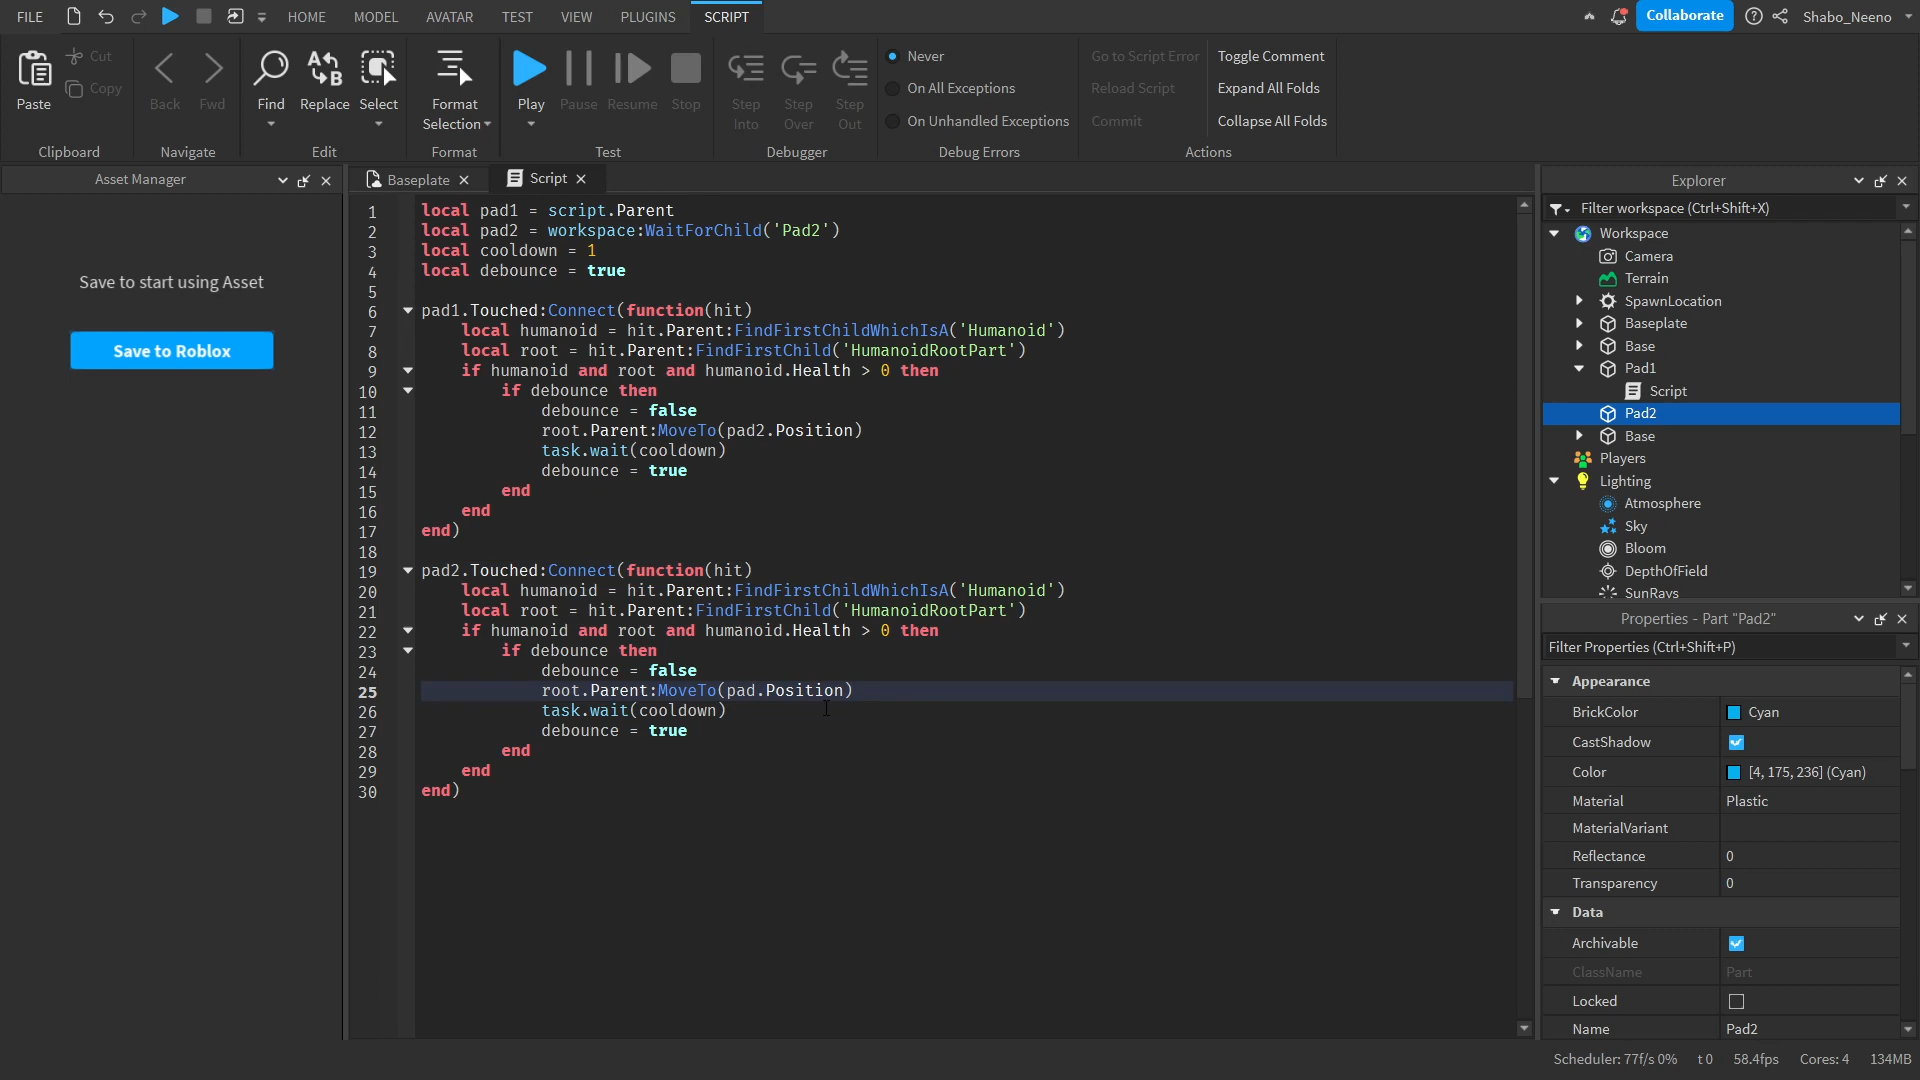 FILE HOME MODEL AVATAR TEST VIEW PLUGINS SCRIPT Collaborate Shabo_Neeno
Paste Cut Copy Back Fwd Find Replace Select Format Selection Play Pause Resume Stop Step Into Step Over Step Out
Never
On All Exceptions
On Unhandled Exceptions
Go to Script Error
Reload Script
Commit
Toggle Comment
Expand All Folds
Collapse All Folds
Clipboard Navigate Edit Format Test Debugger Debug Errors Actions
Asset Manager
Save to start using Asset
Save to Roblox
Baseplate Script
1 local pad1 = script.Parent
2 local pad2 = workspace:WaitForChild('Pad2')
3 local cooldown = 1
4 local debounce = true
5
6 pad1.Touched:Connect(function(hit)
7 local humanoid = hit.Parent:FindFirstChildWhichIsA('Humanoid')
8 local root = hit.Parent:FindFirstChild('HumanoidRootPart')
9 if humanoid and root and humanoid.Health > 0 then
10 if debounce then
11 debounce = false
12 root.Parent:MoveTo(pad2.Position)
13 task.wait(cooldown)
14 debounce = true
15 end
16 end
17 end)
18
19 pad2.Touched:Connect(function(hit)
20 local humanoid = hit.Parent:FindFirstChildWhichIsA('Humanoid')
21 local root = hit.Parent:FindFirstChild('HumanoidRootPart')
22 if humanoid and root and humanoid.Health > 0 then
23 if debounce then
24 debounce = false
25 root.Parent:MoveTo(pad.Position)
26 task.wait(cooldown)
27 debounce = true
28 end
29 end
30 end)
Explorer
Filter workspace (Ctrl+Shift+X)
Workspace
Camera
Terrain
SpawnLocation
Baseplate
Base
Pad1
Script
Pad2
Base
Players
Lighting
Atmosphere
Sky
Bloom
DepthOfField
SunRays
Properties - Part "Pad2"
Filter Properties (Ctrl+Shift+P)
Appearance
BrickColor Cyan
CastShadow
Color [4, 175, 236] (Cyan)
Material Plastic
MaterialVariant
Reflectance 0
Transparency 0
Data
Archivable
ClassName Part
Locked
Name Pad2
Scheduler: 77f/s 0% t 0 58.4fps Cores: 4 134MB